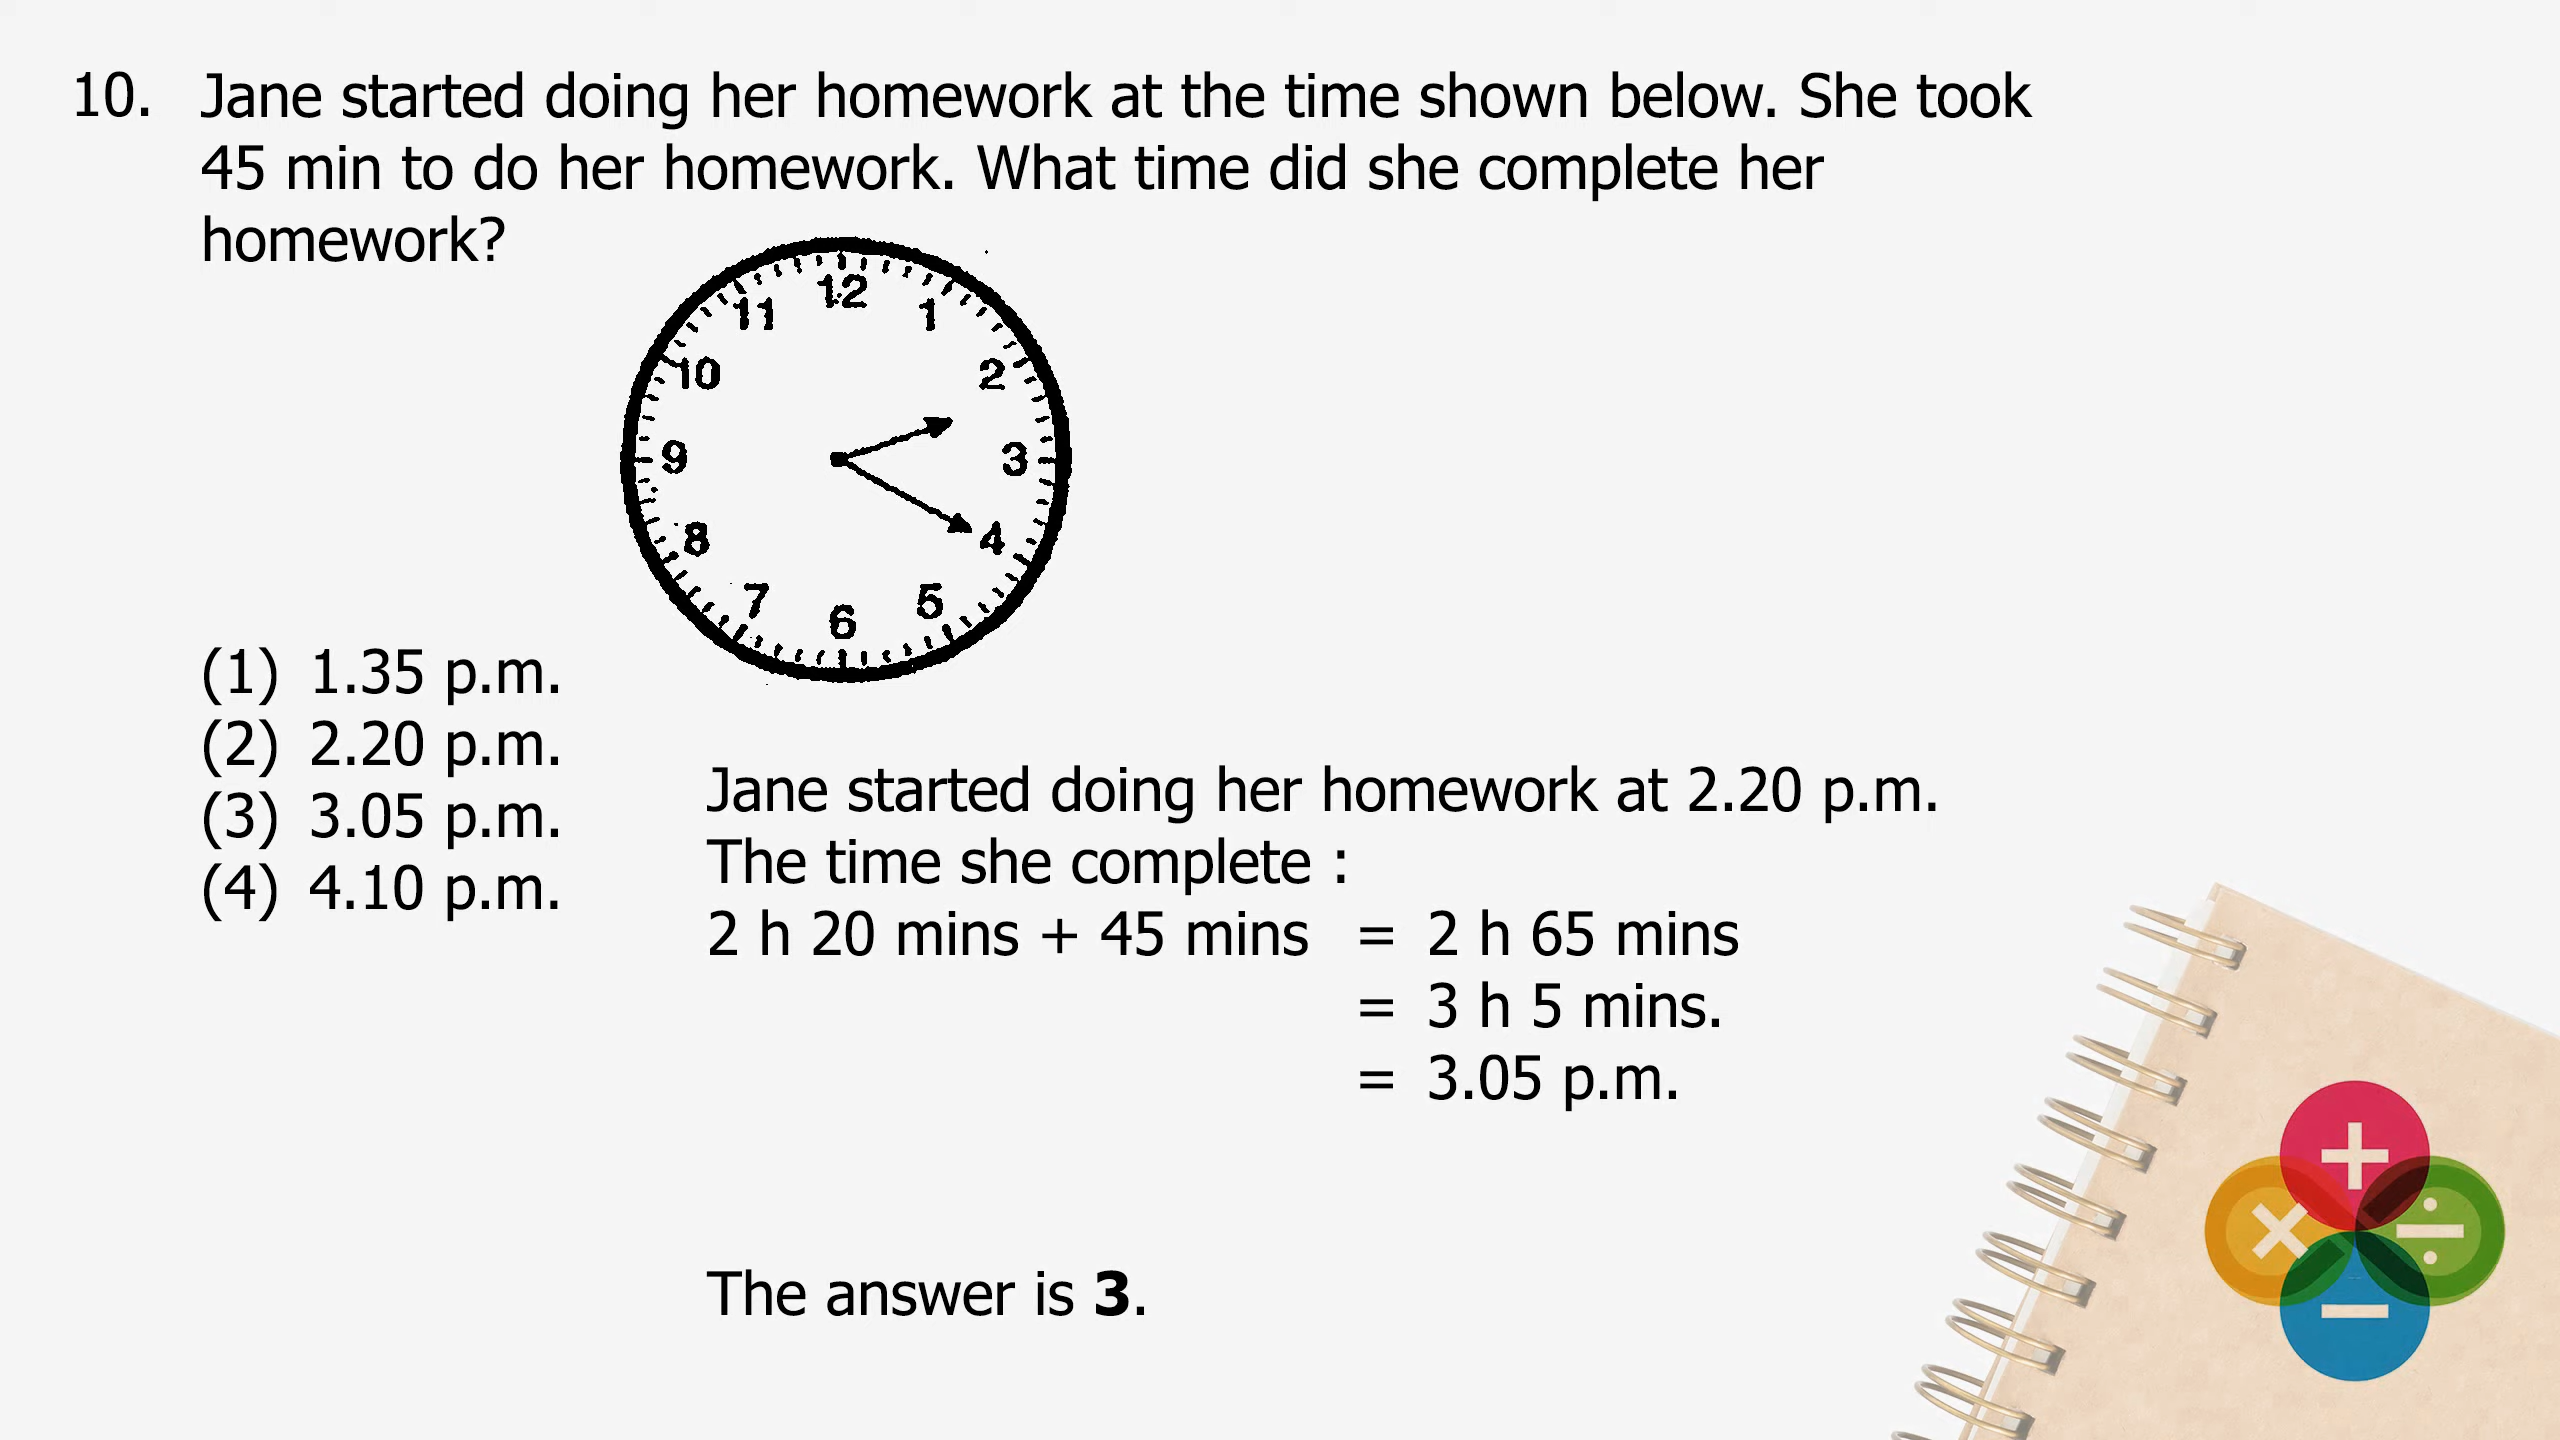 10. Jane started doing her homework at the time shown below. She took
45 min to do her homework. What time did she complete her
homework?
12
11 1
10 2
9 3
8 4
7 5
6
(1) 1.35 p.m.
(2) 2.20 p.m.
(3) 3.05 p.m.
(4) 4.10 p.m.
Jane started doing her homework at 2.20 p.m.
The time she complete :
2 h 20 mins + 45 mins = 2 h 65 mins
= 3 h 5 mins.
= 3.05 p.m.
The answer is 3.
+
× ÷
−